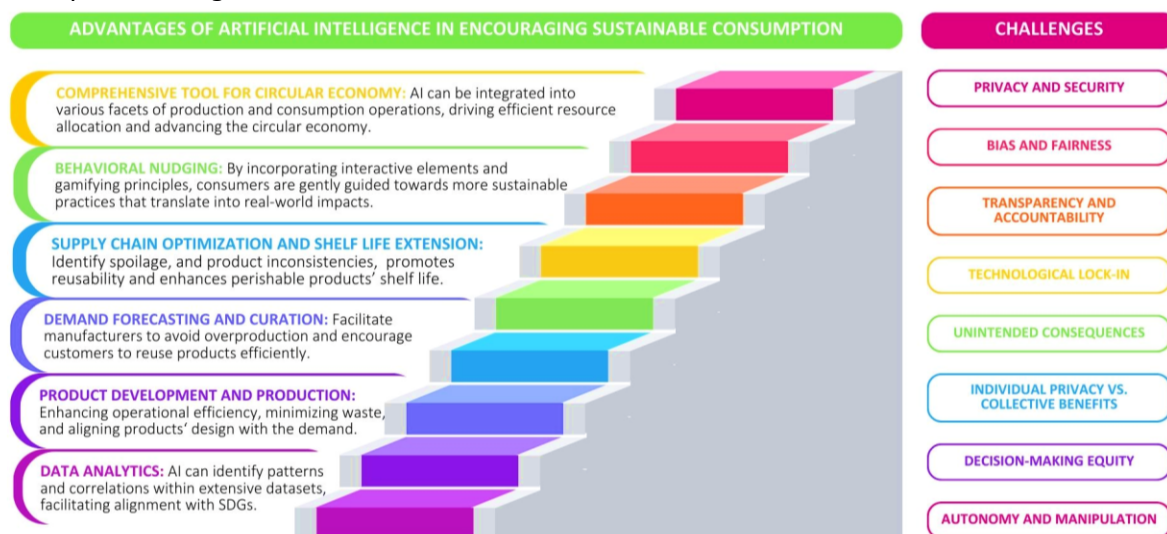 ADVANTAGES OF ARTIFICIAL INTELLIGENCE IN ENCOURAGING SUSTAINABLE CONSUMPTION
COMPREHENSIVE TOOL FOR CIRCULAR ECONOMY: AI can be integrated into
various facets of production and consumption operations, driving efficient resource
allocation and advancing the circular economy.
BEHAVIORAL NUDGING: By incorporating interactive elements and
gamifying principles, consumers are gently guided towards more sustainable
practices that translate into real-world impacts.
SUPPLY CHAIN OPTIMIZATION AND SHELF LIFE EXTENSION:
Identify spoilage, and product inconsistencies, promotes
reusability and enhances perishable products' shelf life.
DEMAND FORECASTING AND CURATION: Facilitate
manufacturers to avoid overproduction and encourage
customers to reuse products efficiently.
PRODUCT DEVELOPMENT AND PRODUCTION:
Enhancing operational efficiency, minimizing waste,
and aligning products' design with the demand.
DATA ANALYTICS: AI can identify patterns
and correlations within extensive datasets,
facilitating alignment with SDGs.
CHALLENGES
PRIVACY AND SECURITY
BIAS AND FAIRNESS
TRANSPARENCY AND
ACCOUNTABILITY
TECHNOLOGICAL LOCK-IN
UNINTENDED CONSEQUENCES
INDIVIDUAL PRIVACY VS.
COLLECTIVE BENEFITS
DECISION-MAKING EQUITY
AUTONOMY AND MANIPULATION